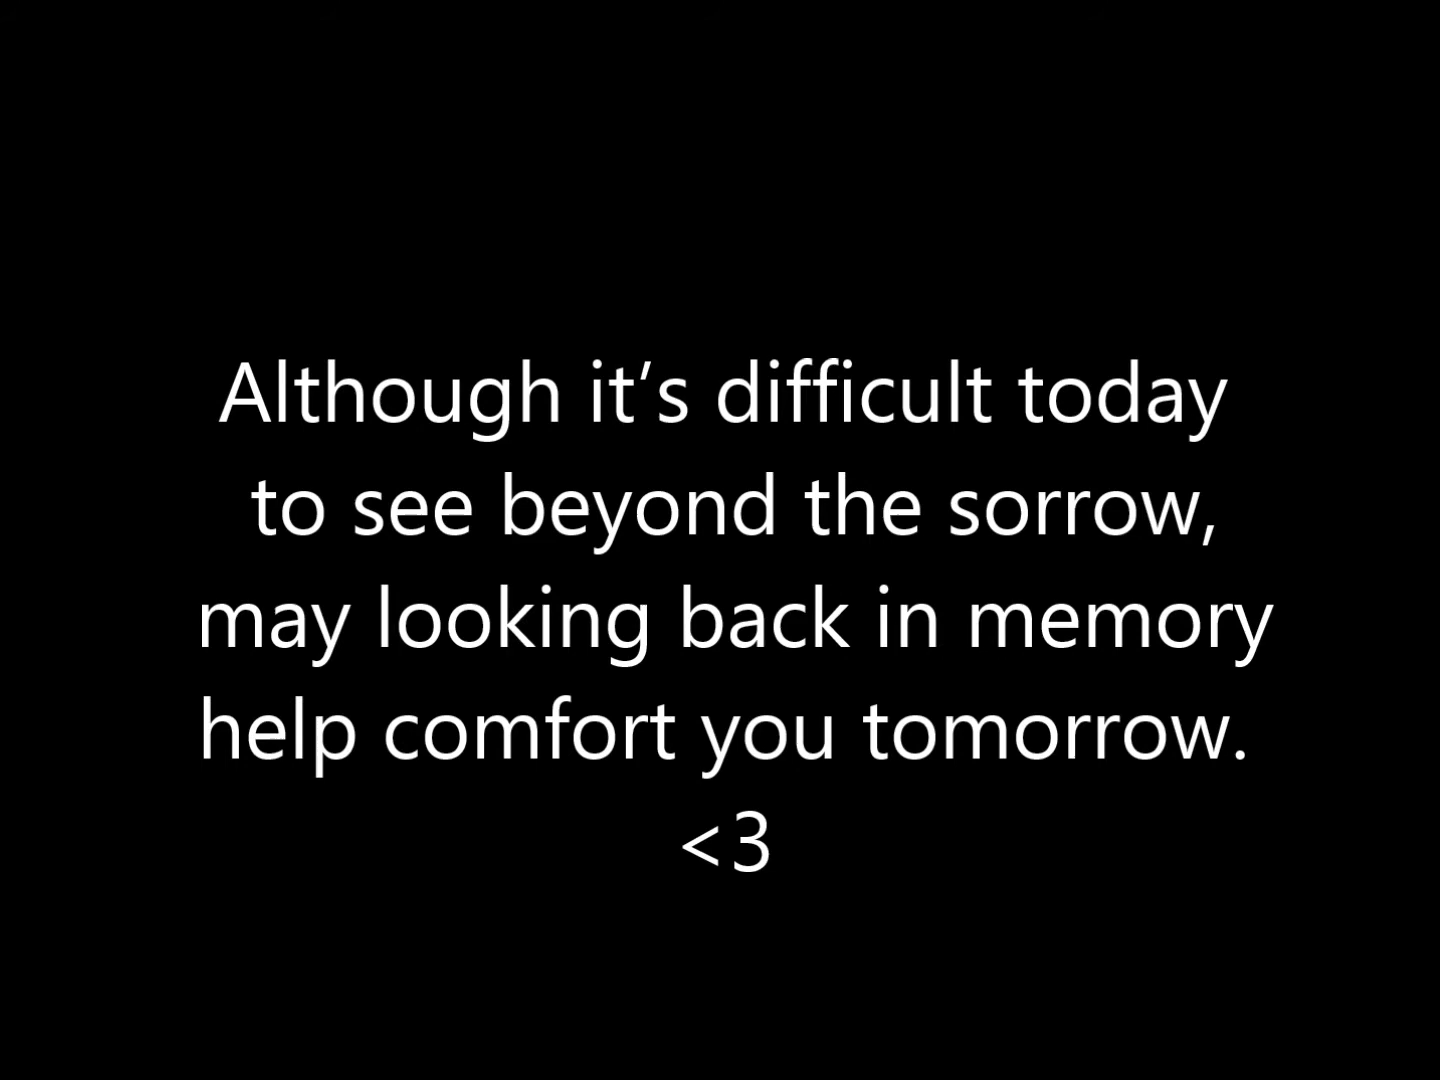 Although it’s difficult today
to see beyond the sorrow,
may looking back in memory
help comfort you tomorrow.
<3